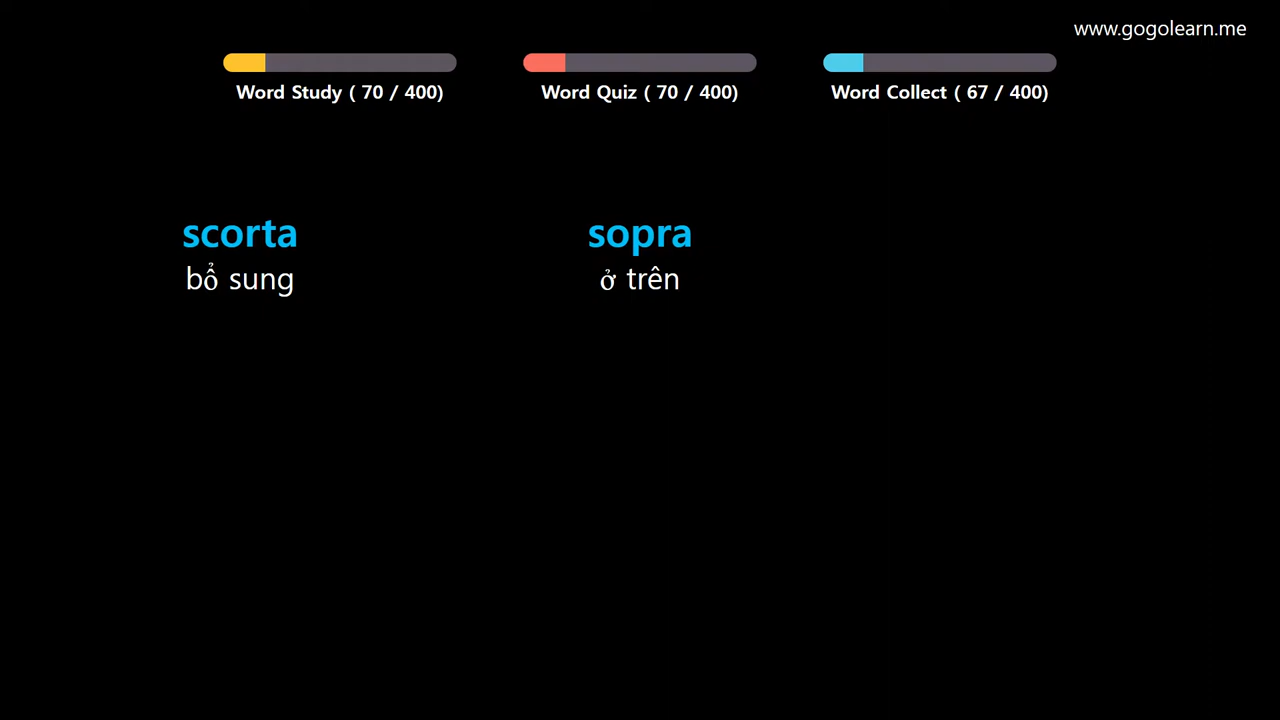 www.gogolearn.me
Word Study ( 70 / 400)
Word Quiz ( 70 / 400)
Word Collect ( 67 / 400)
scorta
bổ sung
sopra
ở trên